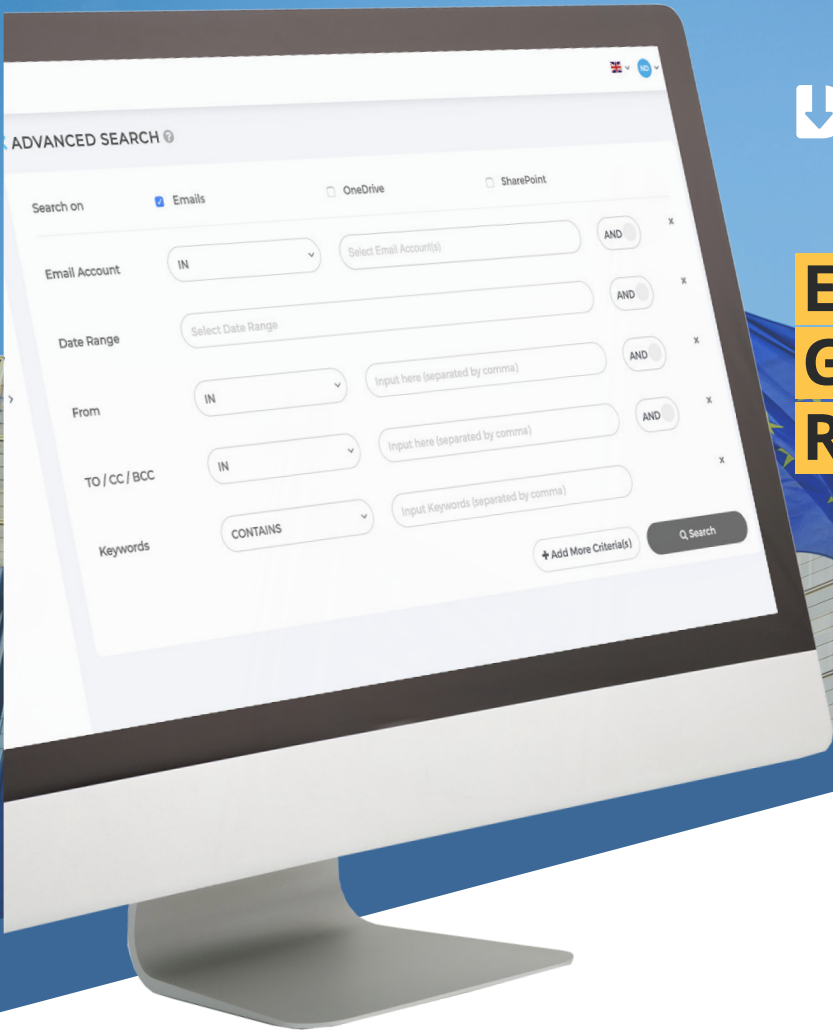 ND
ADVANCED SEARCH
Search on Emails OneDrive SharePoint
Email Account IN Select Email Account(s) AND x
Date Range Select Date Range AND x
From IN Input here (separated by comma) AND x
TO / CC / BCC IN Input here (separated by comma) AND x
Keywords CONTAINS Input Keywords (separated by comma) x
+ Add More Criteria(s) Search
E
G
R